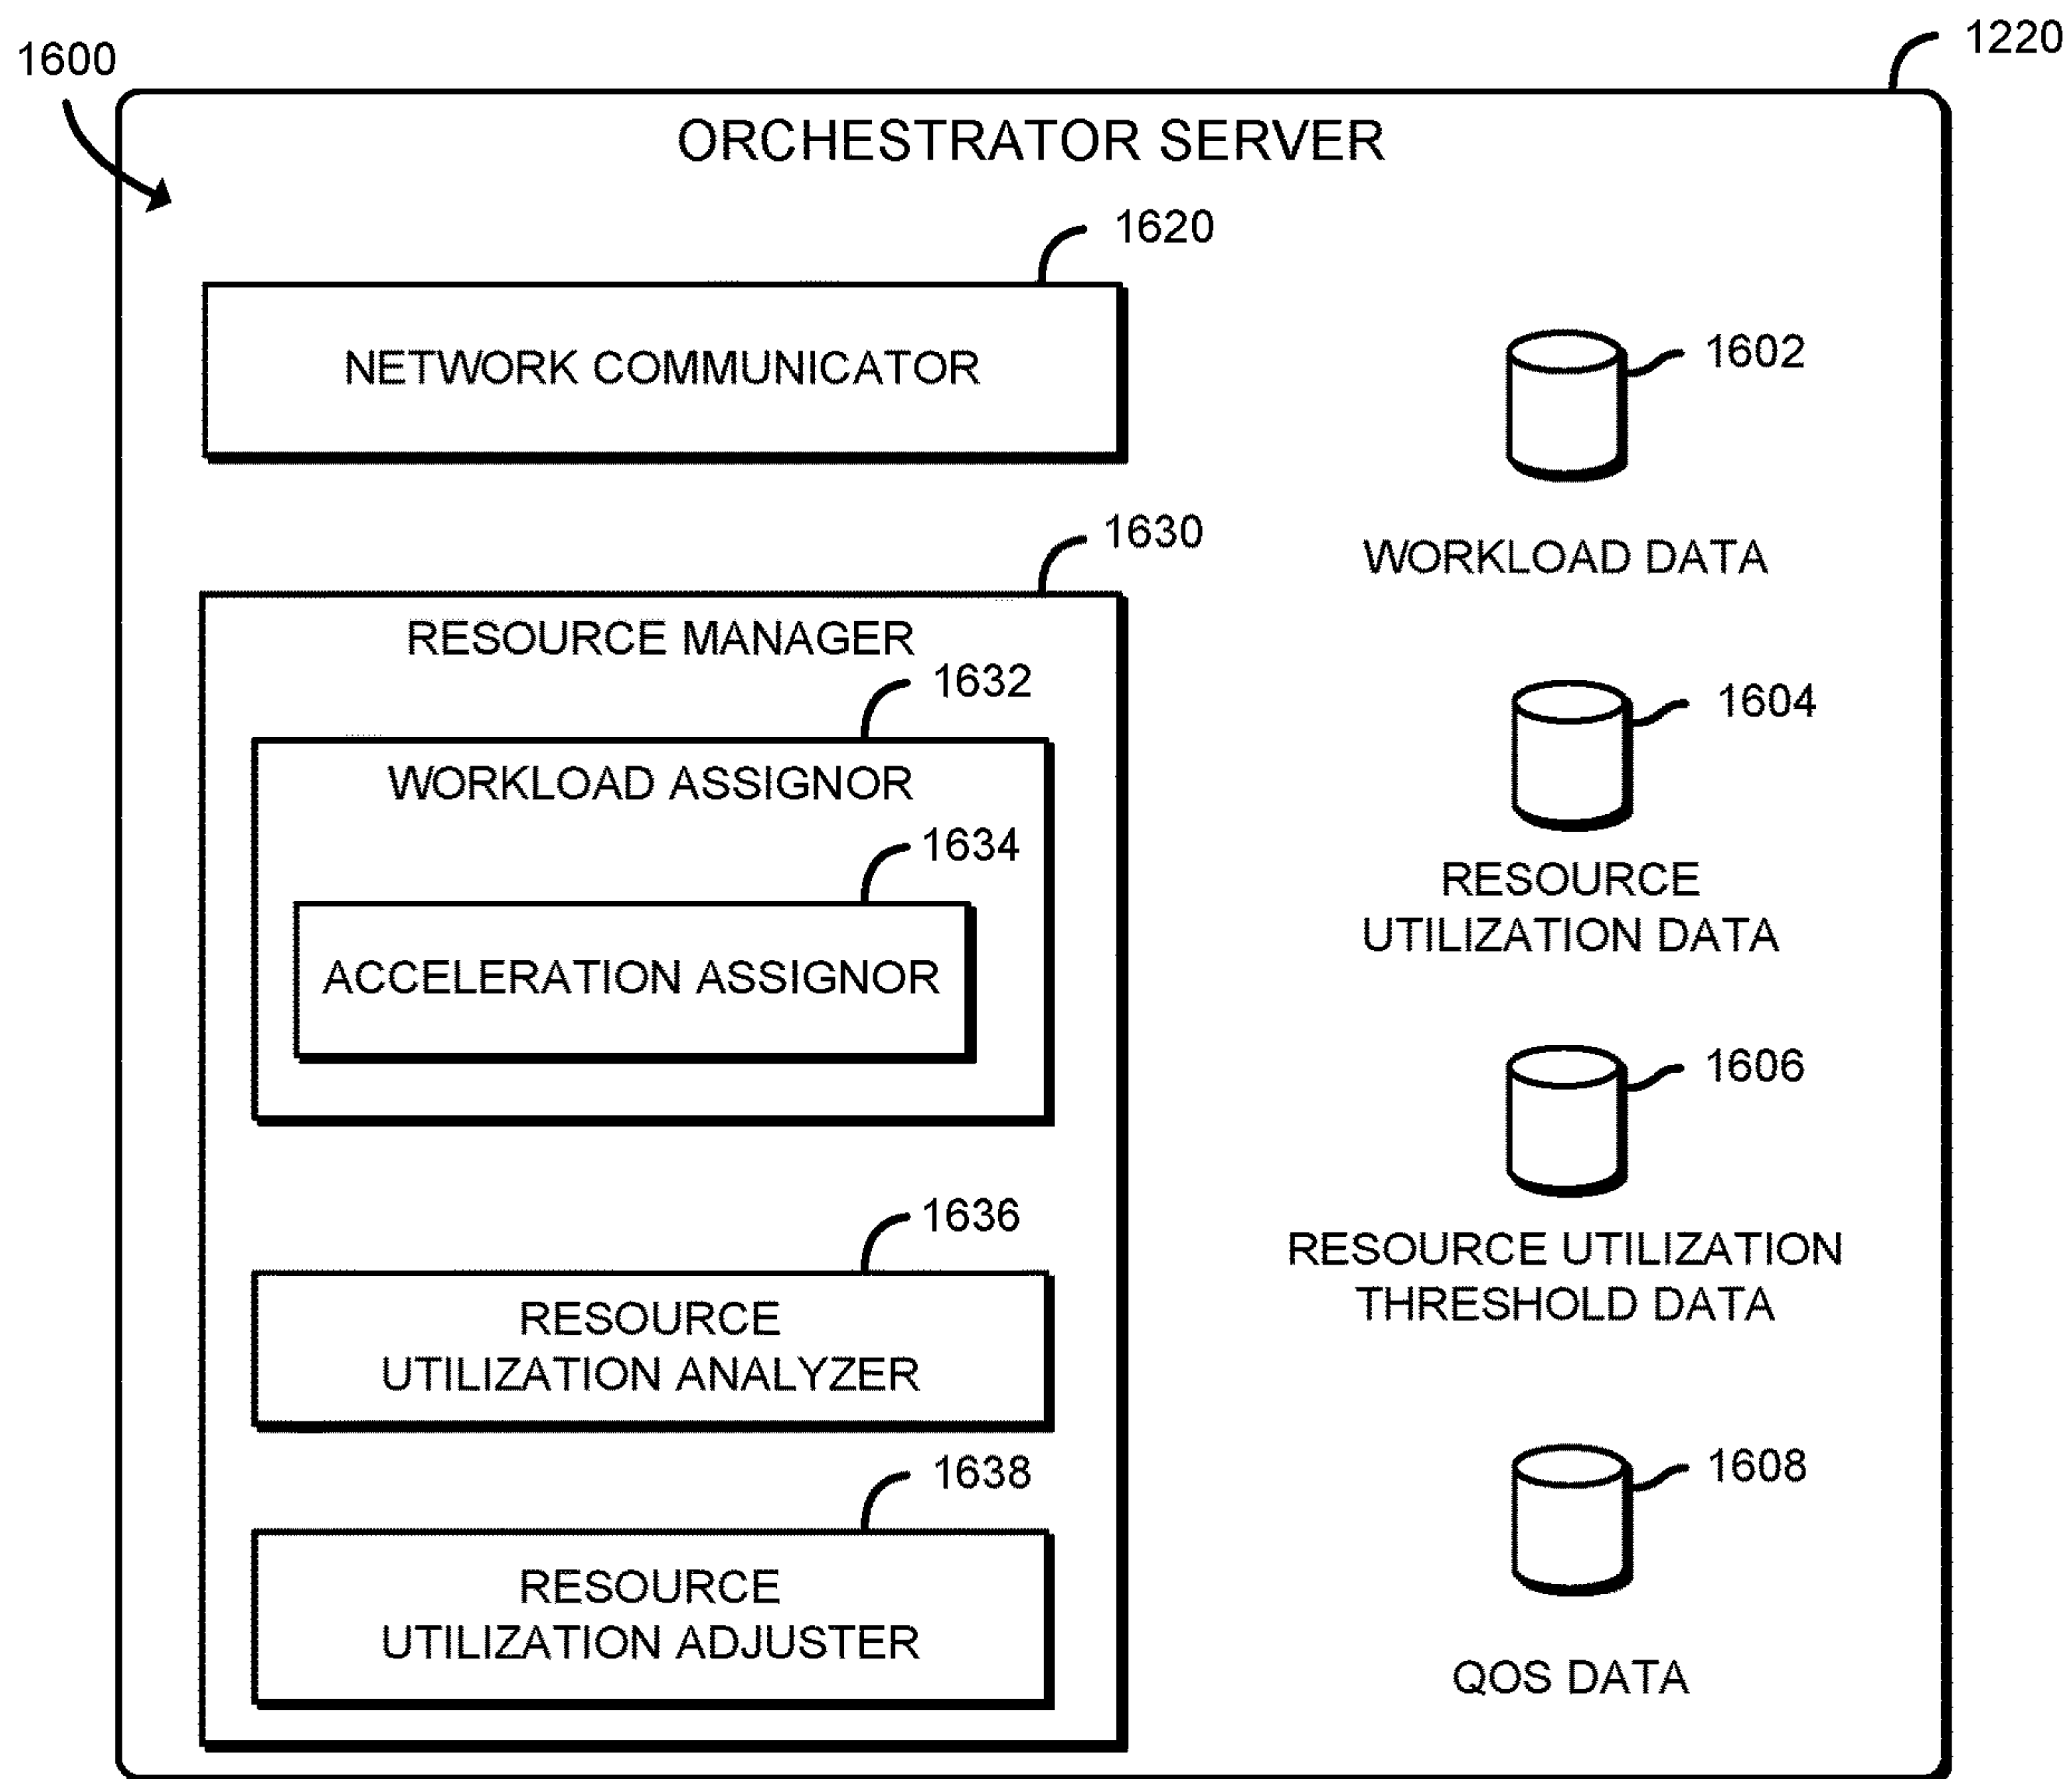 1600
1220
ORCHESTRATOR SERVER
1620
NETWORK COMMUNICATOR
1602
WORKLOAD DATA
1630
RESOURCE MANAGER
1632
WORKLOAD ASSIGNOR
1634
ACCELERATION ASSIGNOR
1604
RESOURCE
UTILIZATION DATA
1606
RESOURCE UTILIZATION
THRESHOLD DATA
1636
RESOURCE
UTILIZATION ANALYZER
1638
RESOURCE
UTILIZATION ADJUSTER
1608
QOS DATA